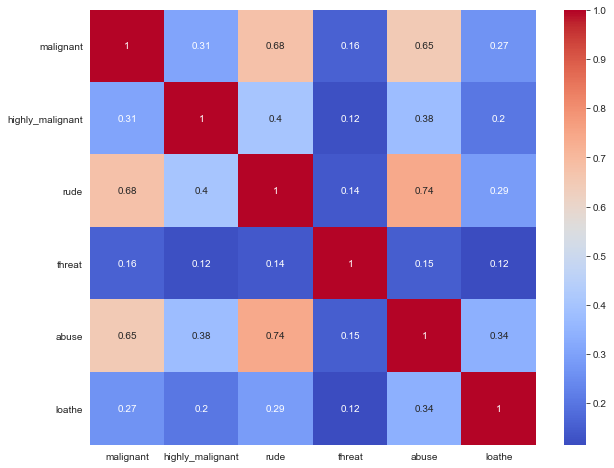 malignant 1 0.31 0.68 0.16 0.65 0.27
highly_malignant 0.31 1 0.4 0.12 0.38 0.2
rude 0.68 0.4 1 0.14 0.74 0.29
threat 0.16 0.12 0.14 1 0.15 0.12
abuse 0.65 0.38 0.74 0.15 1 0.34
loathe 0.27 0.2 0.29 0.12 0.34 1
malignant highly_malignant rude threat abuse loathe
1.0
0.9
0.8
0.7
0.6
0.5
0.4
0.3
0.2